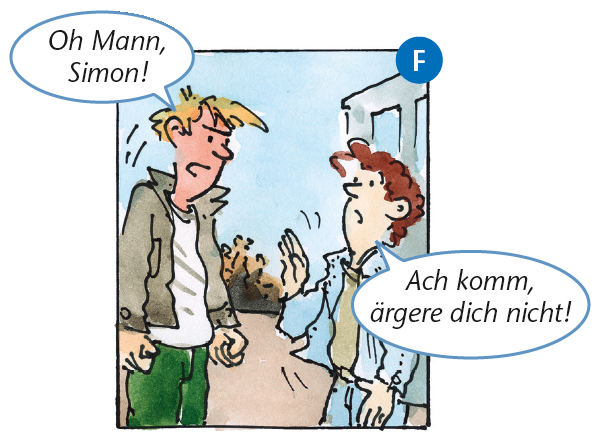 Oh Mann,
Simon!
F
Ach komm,
ärgere dich nicht!